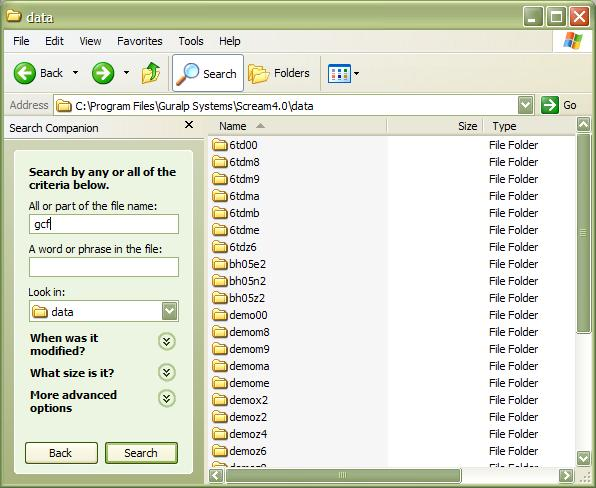 data
File Edit View Favorites Tools Help
Back Search Folders
Address C:\Program Files\Guralp Systems\Scream4.0\data Go
Search Companion
Search by any or all of the
criteria below.
All or part of the file name:
gcf
A word or phrase in the file:
Look in:
data
When was it
modified?
What size is it?
More advanced
options
Back Search
Name Size Type
6td00 File Folder
6tdm8 File Folder
6tdm9 File Folder
6tdma File Folder
6tdmb File Folder
6tdme File Folder
6tdz6 File Folder
bh05e2 File Folder
bh05n2 File Folder
bh05z2 File Folder
demo00 File Folder
demom8 File Folder
demom9 File Folder
demoma File Folder
demome File Folder
demox2 File Folder
demoz2 File Folder
demoz4 File Folder
demoz6 File Folder